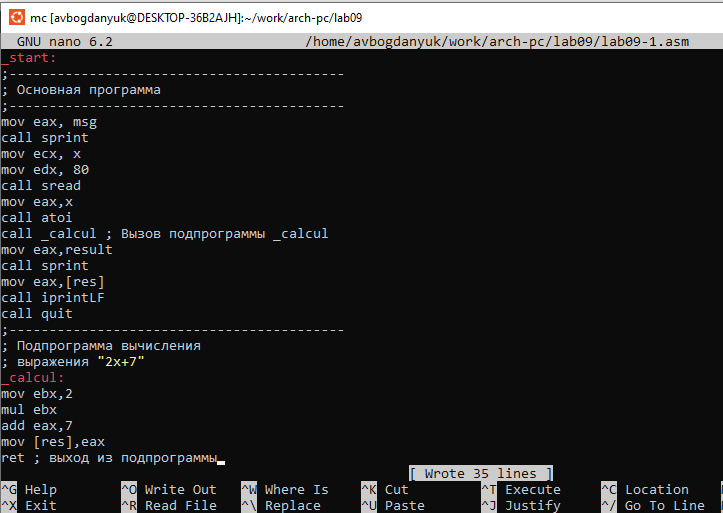 mc [avbogdanyuk@DESKTOP-36B2AJH]:~/work/arch-pc/lab09
GNU nano 6.2 /home/avbogdanyuk/work/arch-pc/lab09/lab09-1.asm
_start:
;-----------------------------------------
; Основная программа
;-----------------------------------------
mov eax, msg
call sprint
mov ecx, x
mov edx, 80
call sread
mov eax,x
call atoi
call _calcul ; Вызов подпрограммы _calcul
mov eax,result
call sprint
mov eax,[res]
call iprintLF
call quit
;-----------------------------------------
; Подпрограмма вычисления
; выражения "2x+7"
_calcul:
mov ebx,2
mul ebx
add eax,7
mov [res],eax
ret ; выход из подпрограммы
[ Wrote 35 lines ]
^G Help ^O Write Out ^W Where Is ^K Cut ^T Execute ^C Location
^X Exit ^R Read File ^\ Replace ^U Paste ^J Justify ^/ Go To Line